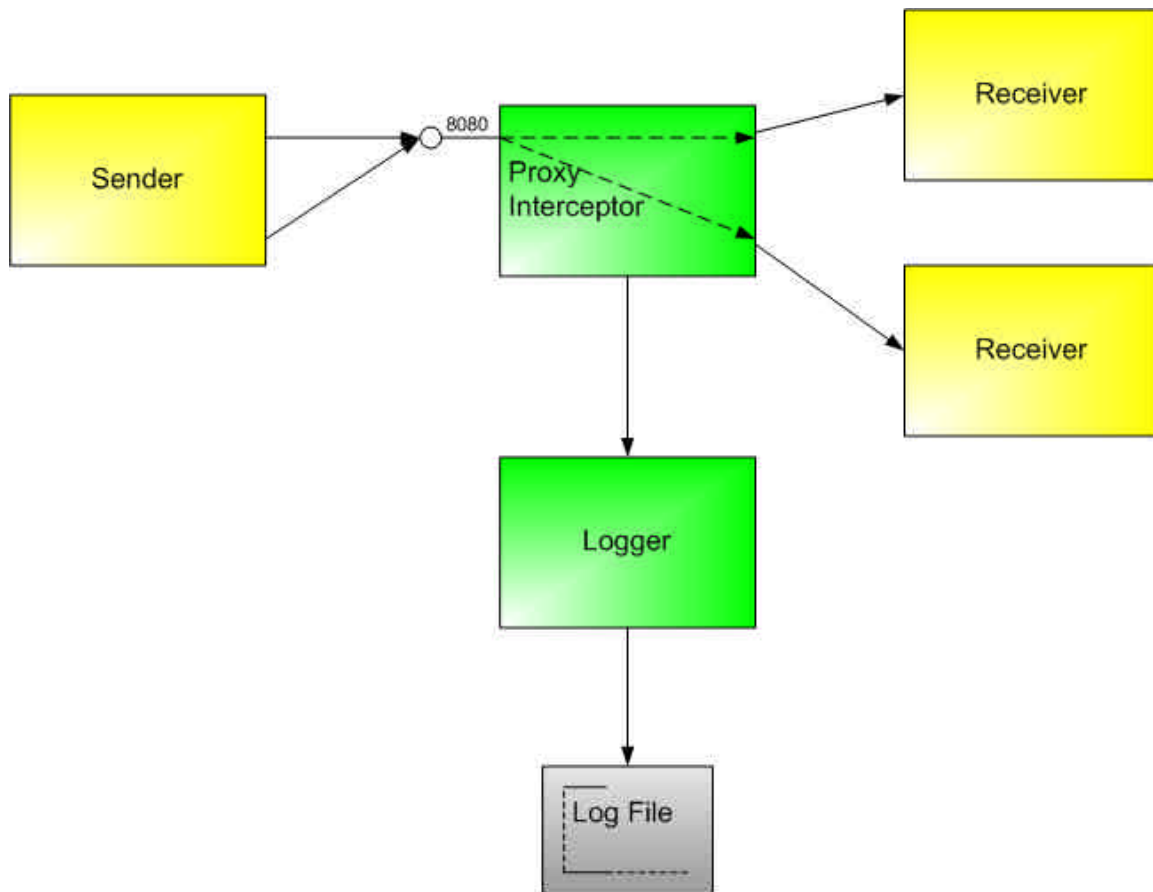 Receiver
8080
Sender
Proxy
Interceptor
Receiver
Logger
Log File